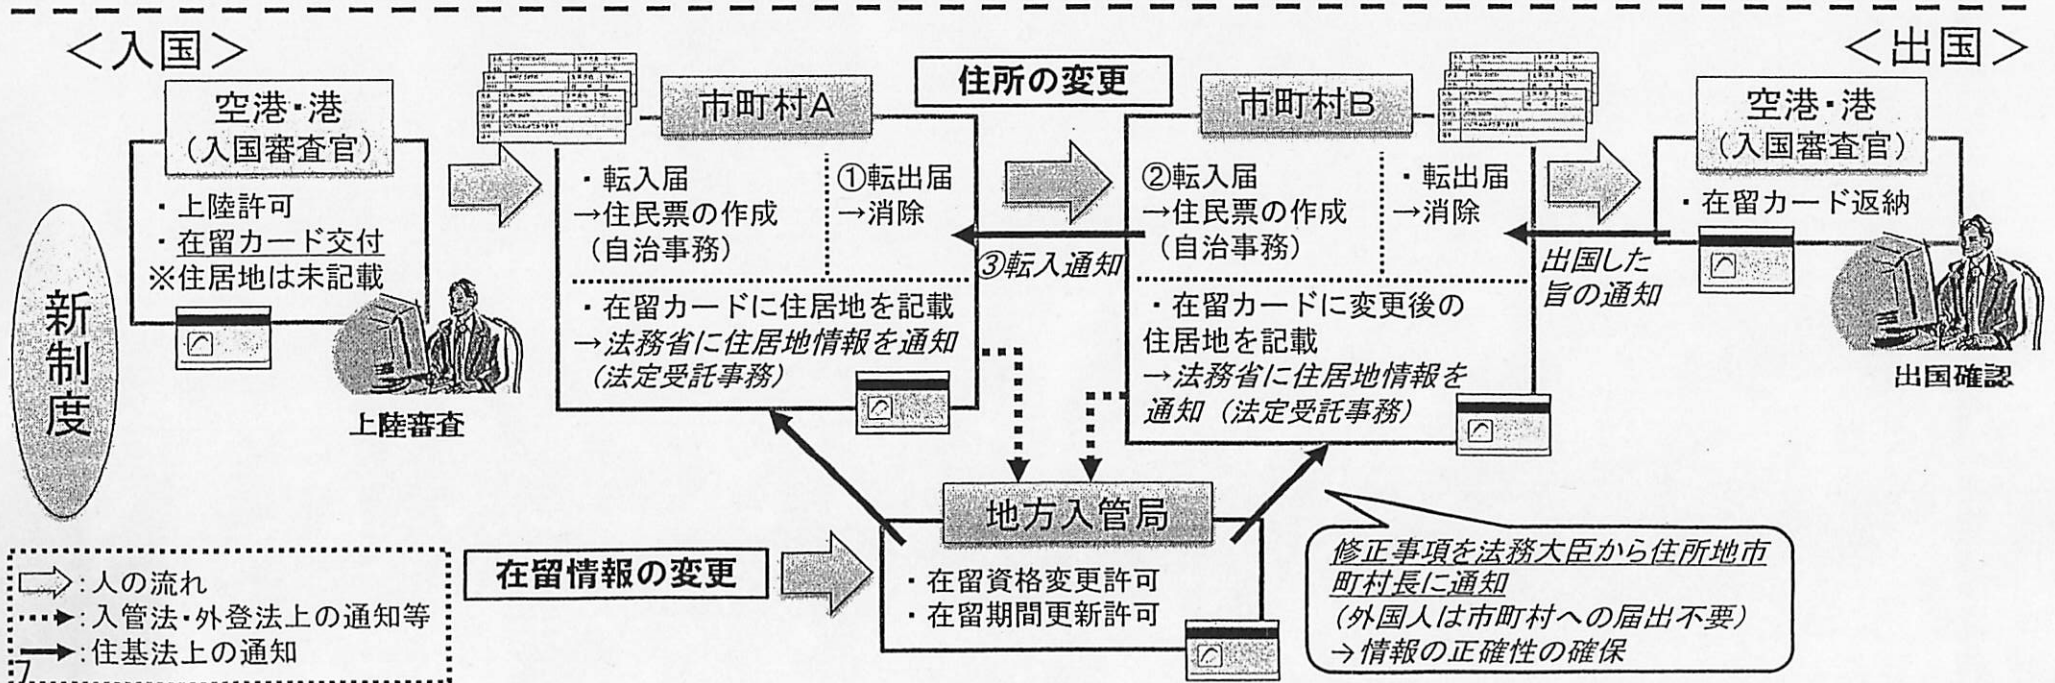 ＜入国＞
空港・港
（入国審査官）
・上陸許可
・在留カード交付
※住居地は未記載
上陸審査
新制度
市町村A
・転入届
→住民票の作成
（自治事務）
①転出届
→消除
・在留カードに住居地を記載
→法務省に住居地情報を通知
（法定受託事務）
住所の変更
③転入通知
市町村B
②転入届
→住民票の作成
（自治事務）
・転出届
→消除
・在留カードに変更後の
住居地を記載
→法務省に住居地情報を
通知（法定受託事務）
＜出国＞
空港・港
（入国審査官）
・在留カード返納
出国した
旨の通知
出国確認
地方入管局
・在留資格変更許可
・在留期間更新許可
在留情報の変更
修正事項を法務大臣から住所地市
町村長に通知
（外国人は市町村への届出不要）
→情報の正確性の確保
：人の流れ
：入管法・外登法上の通知等
：住基法上の通知
7